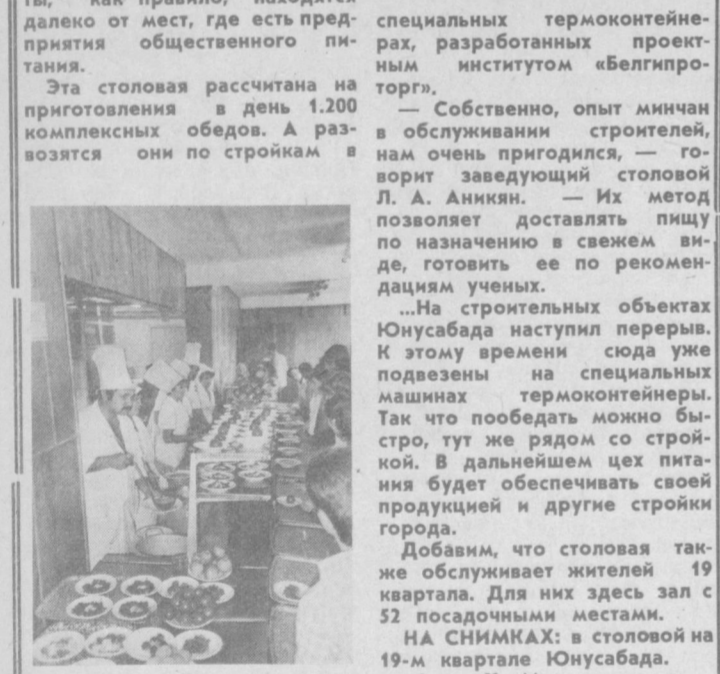 ты, как правило, находятся
далеко от мест, где есть пред-
приятия общественного пи-
тания.
Эта столовая рассчитана на
приготовления в день 1.200
комплексных обедов. А раз-
возятся они по стройкам в
специальных термоконтейне-
рах, разработанных проект-
ным институтом «Белгипро-
торг».
— Собственно, опыт минчан
в обслуживании строителей,
нам очень пригодился, — го-
ворит заведующий столовой
Л. А. Аникян. — Их метод
позволяет доставлять пищу
по назначению в свежем ви-
де, готовить ее по рекомен-
дациям ученых.
...На строительных объектах
Юнусабада наступил перерыв.
К этому времени сюда уже
подвезены на специальных
машинах термоконтейнеры.
Так что пообедать можно бы-
стро, тут же рядом со строй-
кой. В дальнейшем цех пита-
ния будет обеспечивать своей
продукцией и другие стройки
города.
Добавим, что столовая так-
же обслуживает жителей 19
квартала. Для них здесь зал с
52 посадочными местами.
НА СНИМКАХ: в столовой на
19-м квартале Юнусабада.